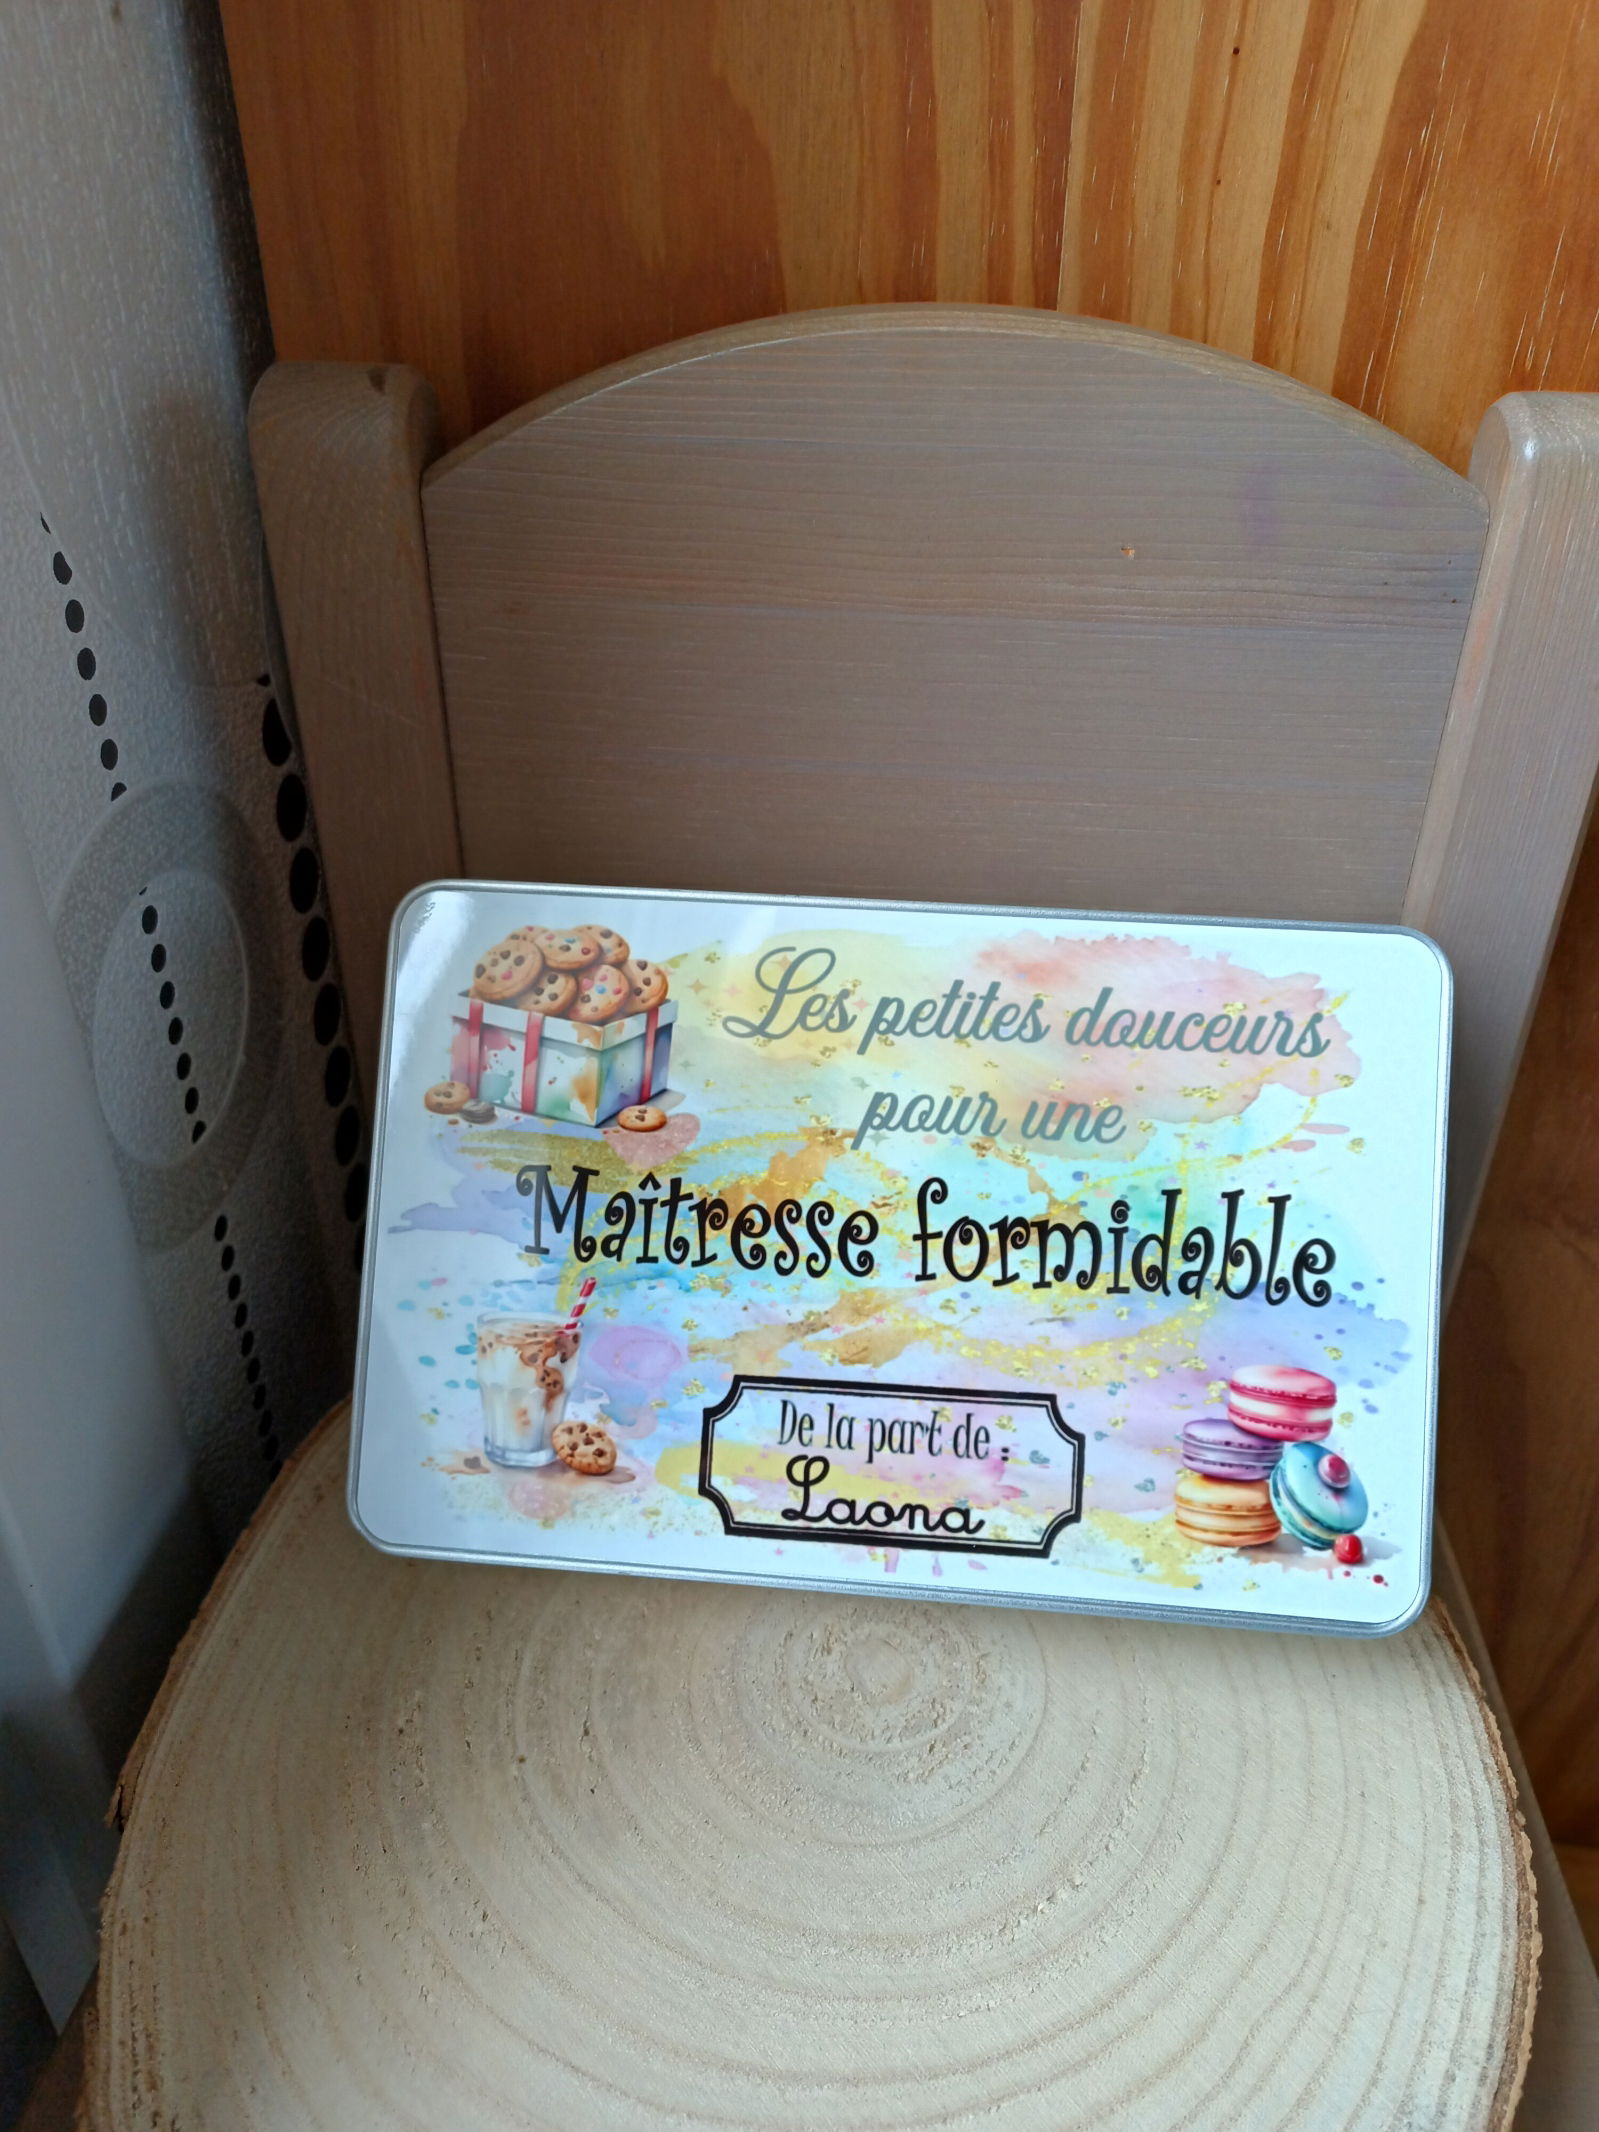 Les petites douceurs
pour une
Maîtresse formidable
De la part de :
Laona